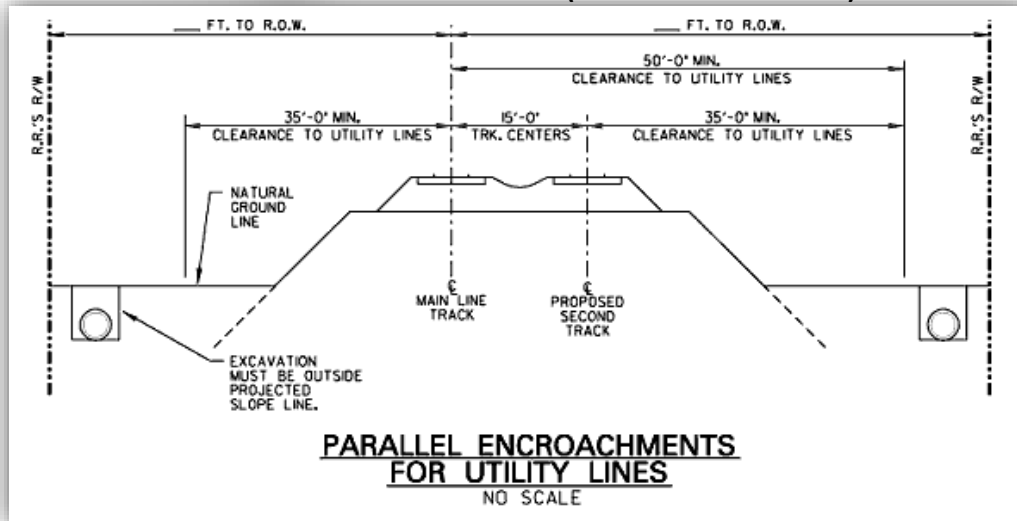 ___ FT. TO R.O.W.
___ FT. TO R.O.W.
R.R.'S R/W
R.R.'S R/W
50'-0" MIN.
CLEARANCE TO UTILITY LINES
35'-0" MIN.
CLEARANCE TO UTILITY LINES
15'-0"
TRK. CENTERS
35'-0" MIN.
CLEARANCE TO UTILITY LINES
NATURAL
GROUND
LINE
℄
MAIN LINE
TRACK
℄
PROPOSED
SECOND
TRACK
EXCAVATION
MUST BE OUTSIDE
PROJECTED
SLOPE LINE.
PARALLEL ENCROACHMENTS
FOR UTILITY LINES
NO SCALE